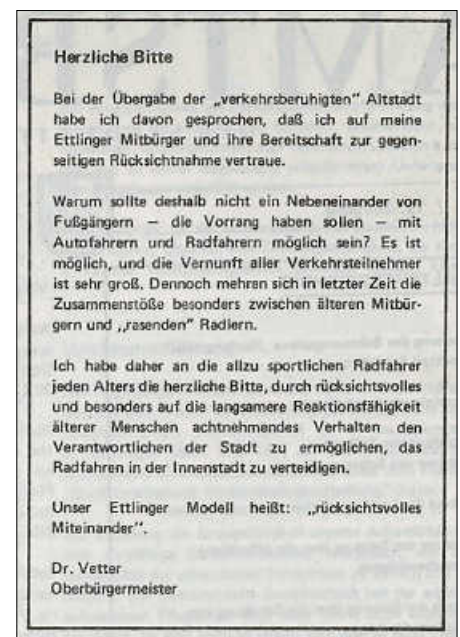 Herzliche Bitte
Bei der Übergabe der „verkehrsberuhigten" Altstadt
habe ich davon gesprochen, daß ich auf meine
Ettlinger Mitbürger und ihre Bereitschaft zur gegen-
seitigen Rücksichtnahme vertraue.
Warum sollte deshalb nicht ein Nebeneinander von
Fußgängern — die Vorrang haben sollen — mit
Autofahrern und Radfahrern möglich sein? Es ist
möglich, und die Vernunft aller Verkehrsteilnehmer
ist sehr groß. Dennoch mehren sich in letzter Zeit die
Zusammenstöße besonders zwischen älteren Mitbür-
gern und „rasenden" Radlern.
Ich habe daher an die allzu sportlichen Radfahrer
jeden Alters die herzliche Bitte, durch rücksichtsvolles
und besonders auf die langsamere Reaktionsfähigkeit
älterer Menschen achtnehmendes Verhalten den
Verantwortlichen der Stadt zu ermöglichen, das
Radfahren in der Innenstadt zu verteidigen.
Unser Ettlinger Modell heißt: „rücksichtsvolles
Miteinander".
Dr. Vetter
Oberbürgermeister